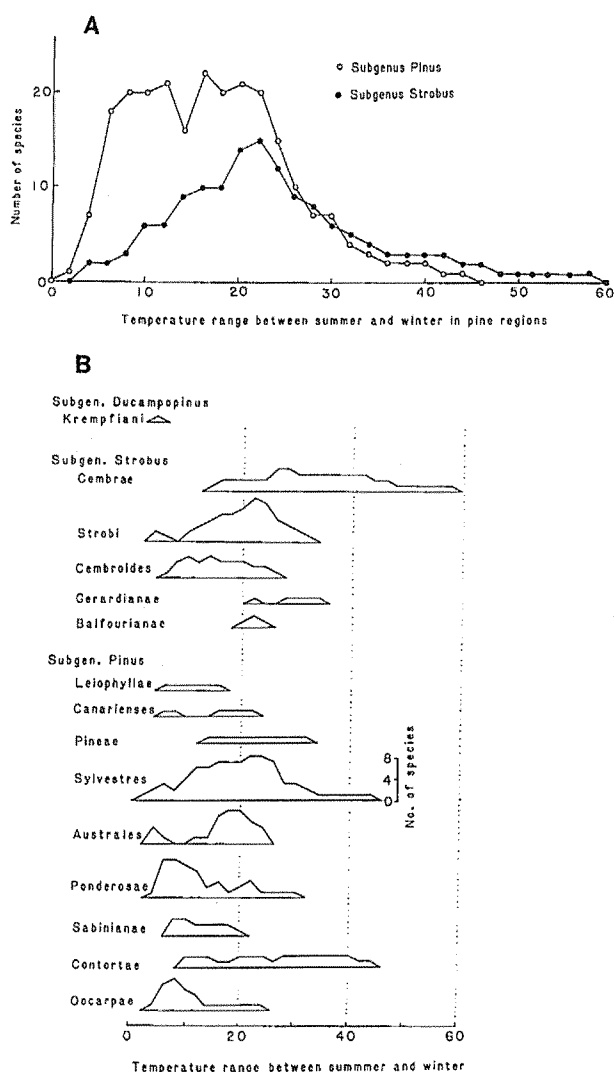 A
Number of species
20
10
0
○ Subgenus Pinus
● Subgenus Strobus
0 10 20 30 40 50 60
Temperature range between summer and winter in pine regions
B
Subgen. Ducampopinus
Krempfiani
Subgen. Strobus
Cembrae
Strobi
Cembroides
Gerardianae
Balfourianae
Subgen. Pinus
Leiophyllae
Canarienses
Pineae
Sylvestres
8
4
0
No. of species
Australes
Ponderosae
Sabinianae
Contortae
Oocarpae
0 20 40 60
Temperature range between summmer and winter